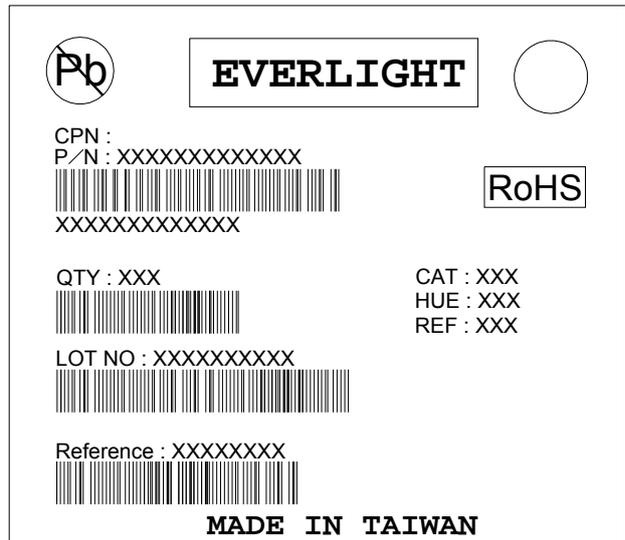 Pb
EVERLIGHT
CPN :
P/N : XXXXXXXXXXXXX
RoHS
XXXXXXXXXXXXX
QTY : XXX
CAT : XXX
HUE : XXX
REF : XXX
LOT NO : XXXXXXXXXX
Reference : XXXXXXXX
MADE IN TAIWAN